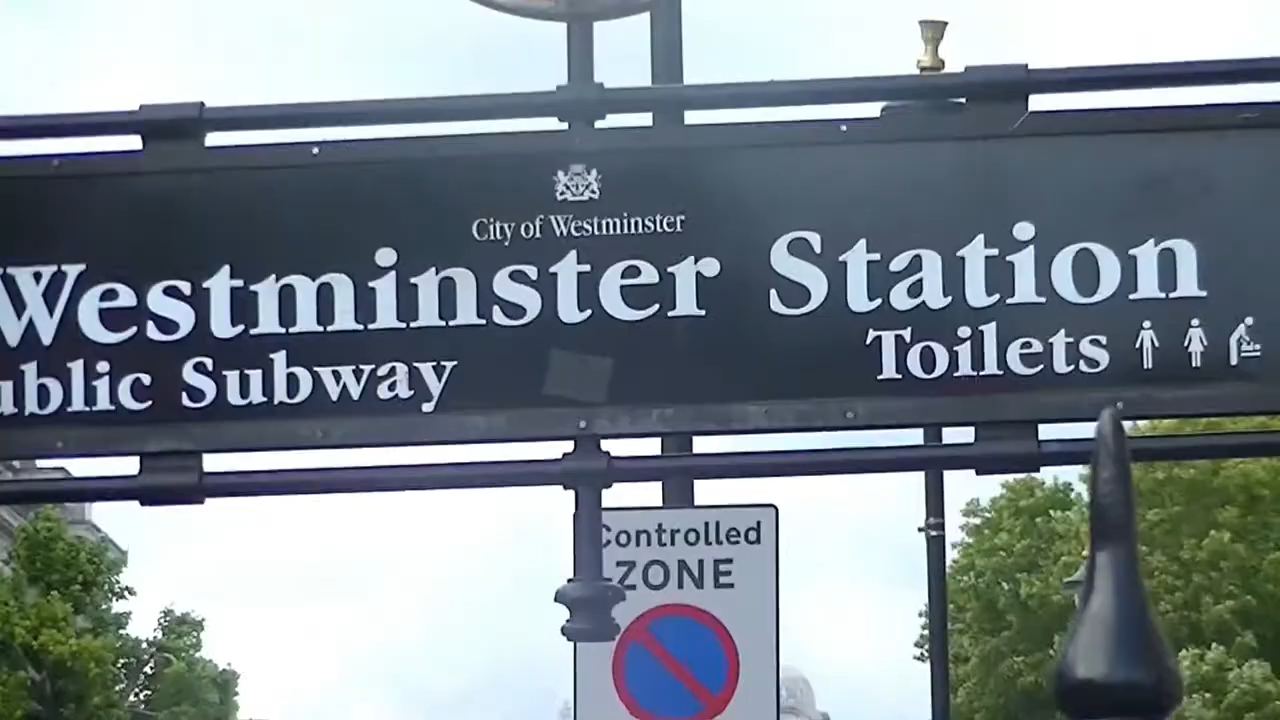 City of Westminster
Westminster Station
ublic Subway
Toilets
Controlled
ZONE